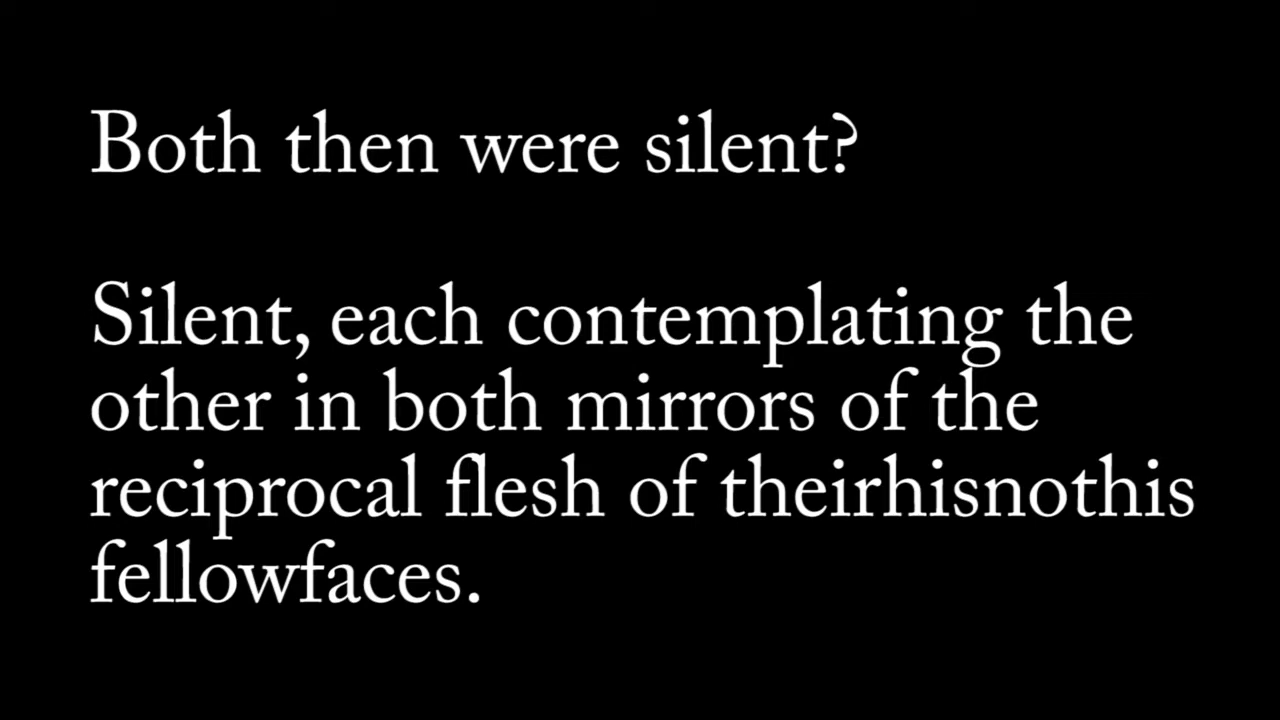 Both then were silent?
Silent, each contemplating the
other in both mirrors of the
reciprocal flesh of theirhisnothis
fellowfaces.